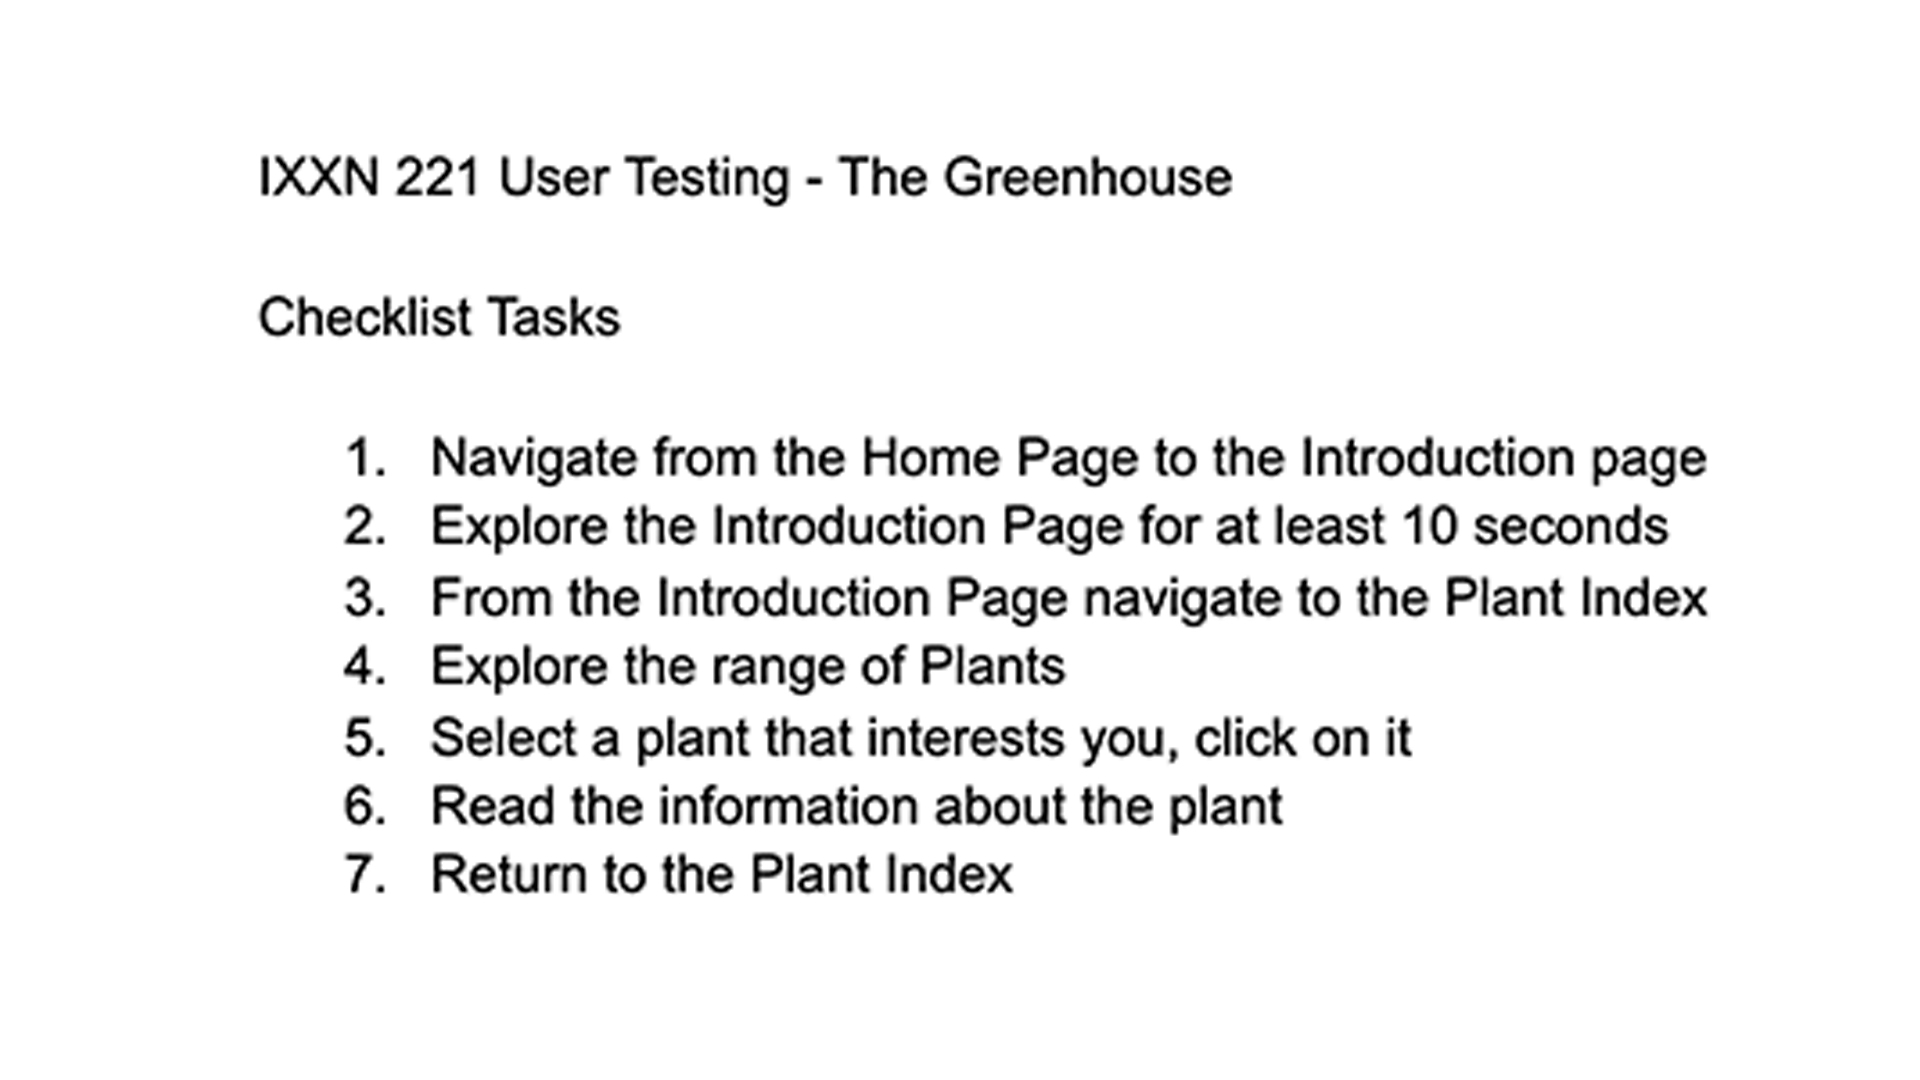 IXXN 221 User Testing - The Greenhouse
Checklist Tasks
1. Navigate from the Home Page to the Introduction page
2. Explore the Introduction Page for at least 10 seconds
3. From the Introduction Page navigate to the Plant Index
4. Explore the range of Plants
5. Select a plant that interests you, click on it
6. Read the information about the plant
7. Return to the Plant Index